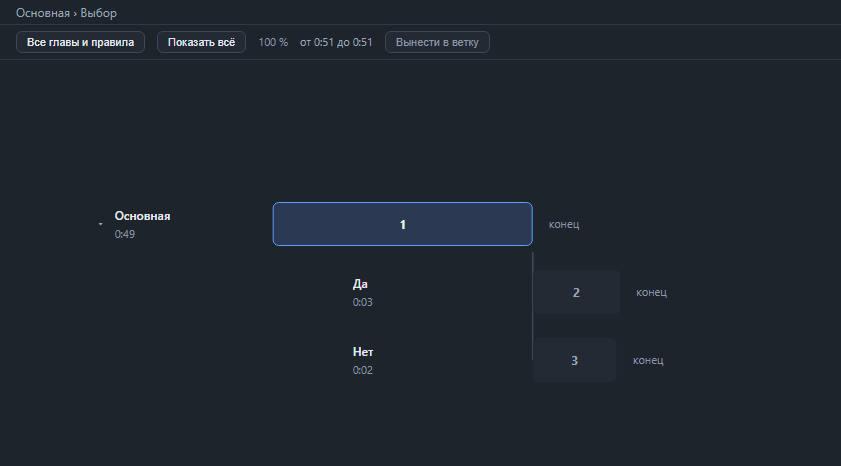 Основная › Выбор
Все главы и правила Показать всё 100 % от 0:51 до 0:51 Вынести в ветку
Основная
0:49
1
конец
Да
0:03
2
конец
Нет
0:02
3
конец